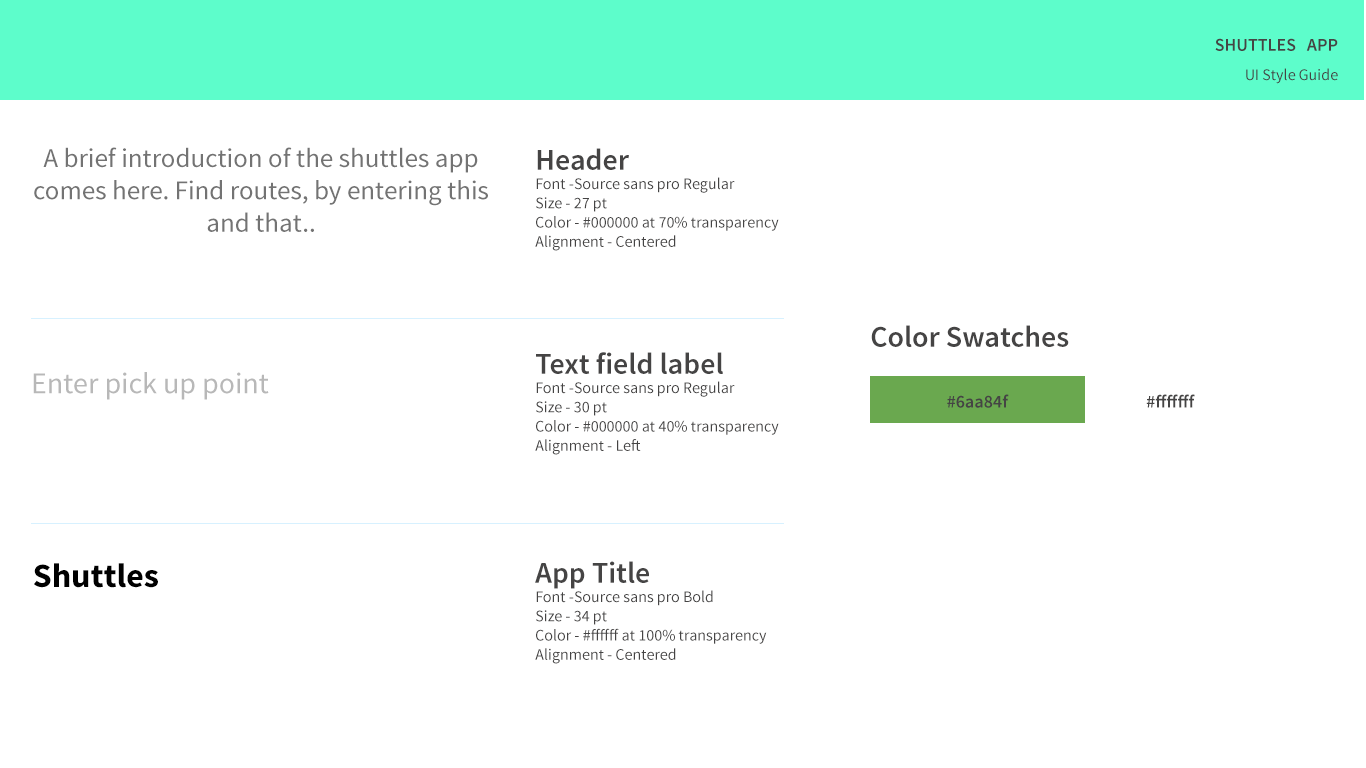 SHUTTLES APP
UI Style Guide
A brief introduction of the shuttles app
comes here. Find routes, by entering this
and that..
Header
Font -Source sans pro Regular
Size - 27 pt
Color - #000000 at 70% transparency
Alignment - Centered
Enter pick up point
Text field label
Font -Source sans pro Regular
Size - 30 pt
Color - #000000 at 40% transparency
Alignment - Left
Shuttles
App Title
Font -Source sans pro Bold
Size - 34 pt
Color - #ffffff at 100% transparency
Alignment - Centered
Color Swatches
#6aa84f
#fffffff